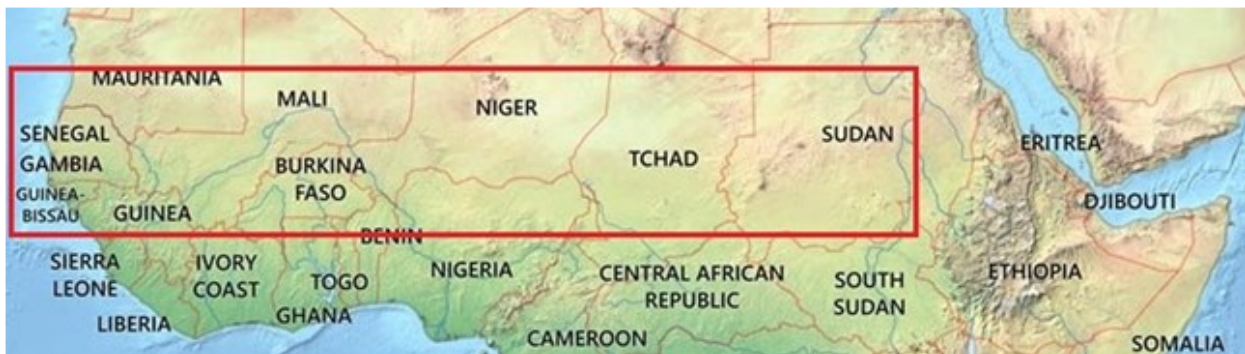 MAURITANIA
MALI
NIGER
SENEGAL
SUDAN
ERITREA
GAMBIA
BURKINA
FASO
TCHAD
GUINEA-
BISSAU
GUINEA
DJIBOUTI
BENIN
SIERRA
LEONE
IVORY
COAST
TOGO
NIGERIA
CENTRAL AFRICAN
REPUBLIC
SOUTH
SUDAN
ETHIOPIA
LIBERIA
GHANA
CAMEROON
SOMALIA